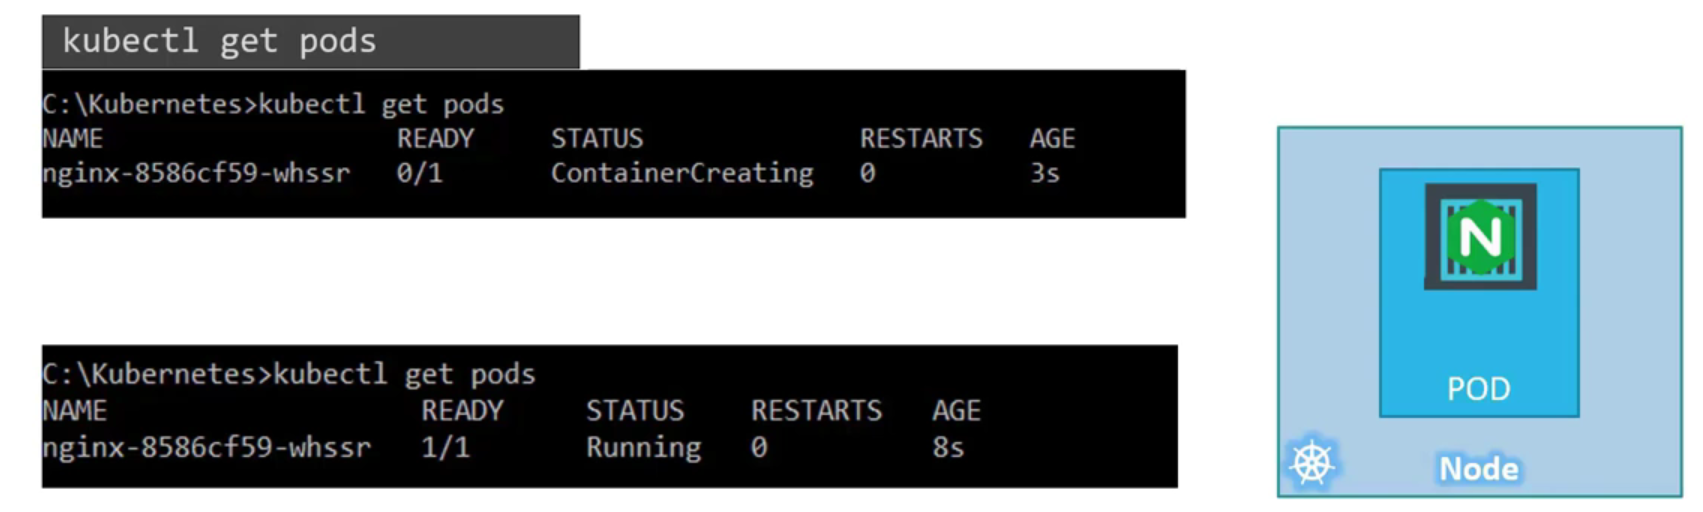 kubectl get pods
C:\Kubernetes>kubectl get pods
NAME READY STATUS RESTARTS AGE
nginx-8586cf59-whssr 0/1 ContainerCreating 0 3s
C:\Kubernetes>kubectl get pods
NAME READY STATUS RESTARTS AGE
nginx-8586cf59-whssr 1/1 Running 0 8s
N
POD
Node